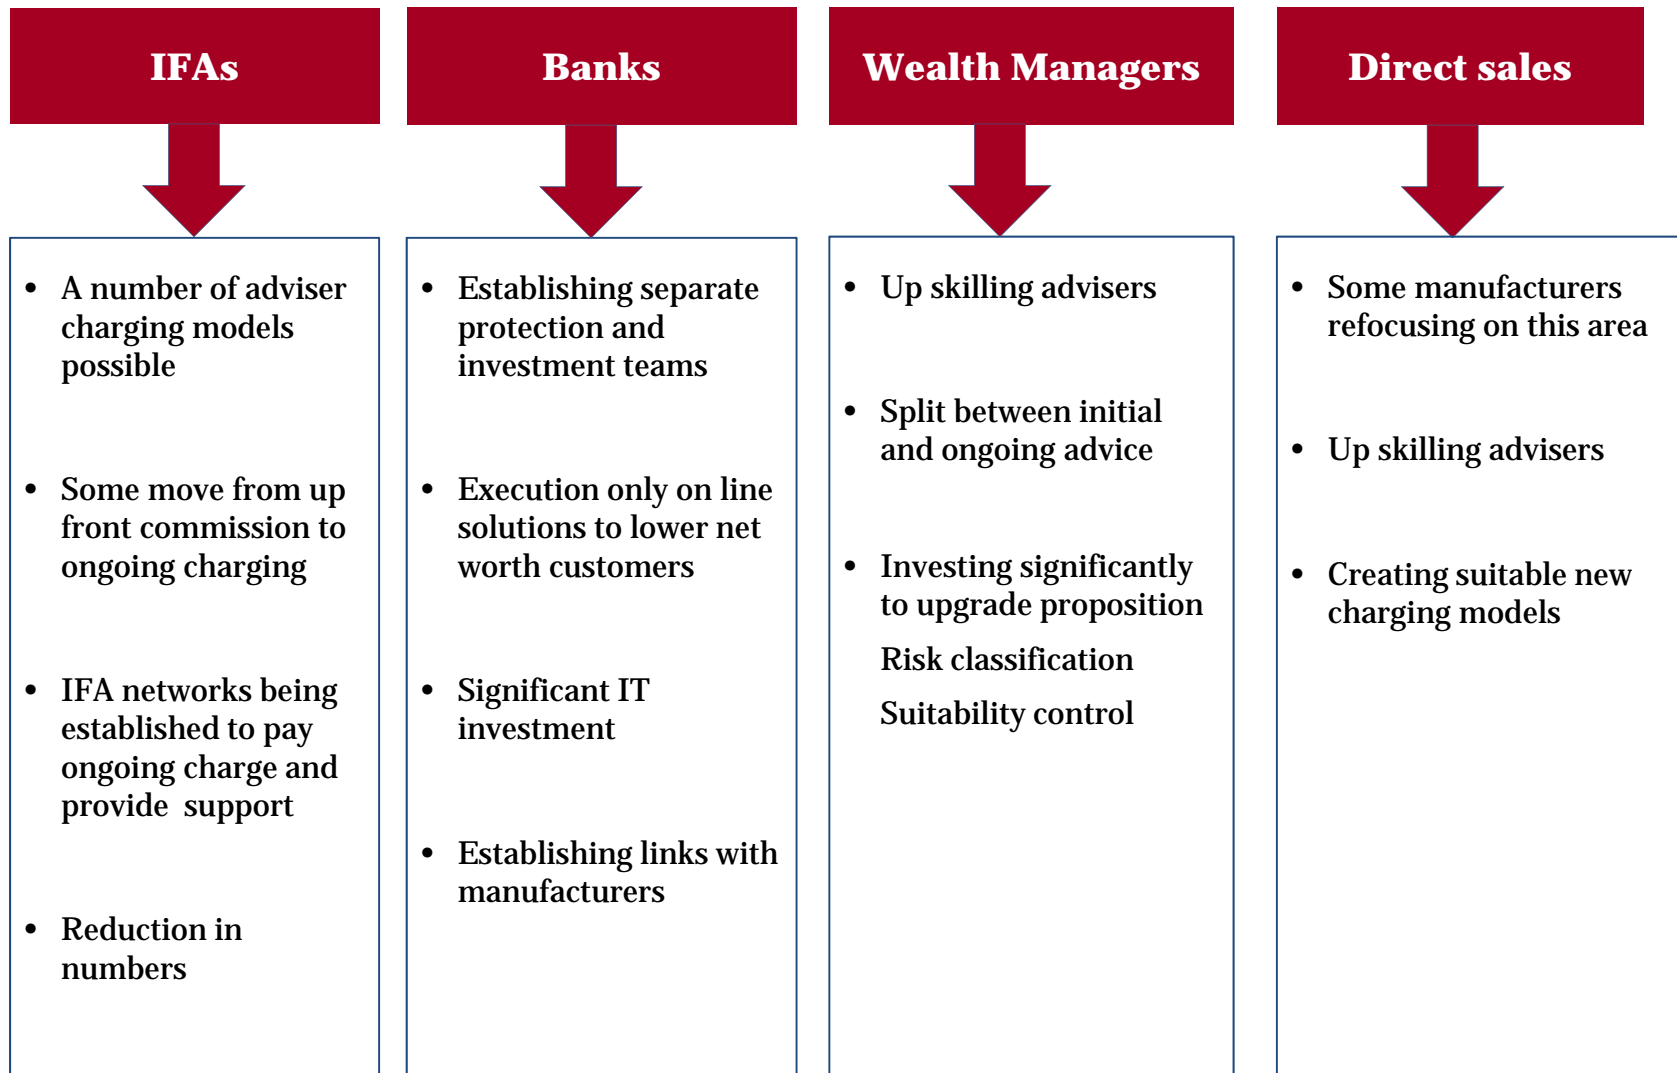 IFAs
• A number of adviser
charging models
possible
• Some move from up
front commission to
ongoing charging
• IFA networks being
established to pay
ongoing charge and
provide support
• Reduction in
numbers
Banks
• Establishing separate
protection and
investment teams
• Execution only on line
solutions to lower net
worth customers
• Significant IT
investment
• Establishing links with
manufacturers
Wealth Managers
• Up skilling advisers
• Split between initial
and ongoing advice
• Investing significantly
to upgrade proposition
Risk classification
Suitability control
Direct sales
• Some manufacturers
refocusing on this area
• Up skilling advisers
• Creating suitable new
charging models